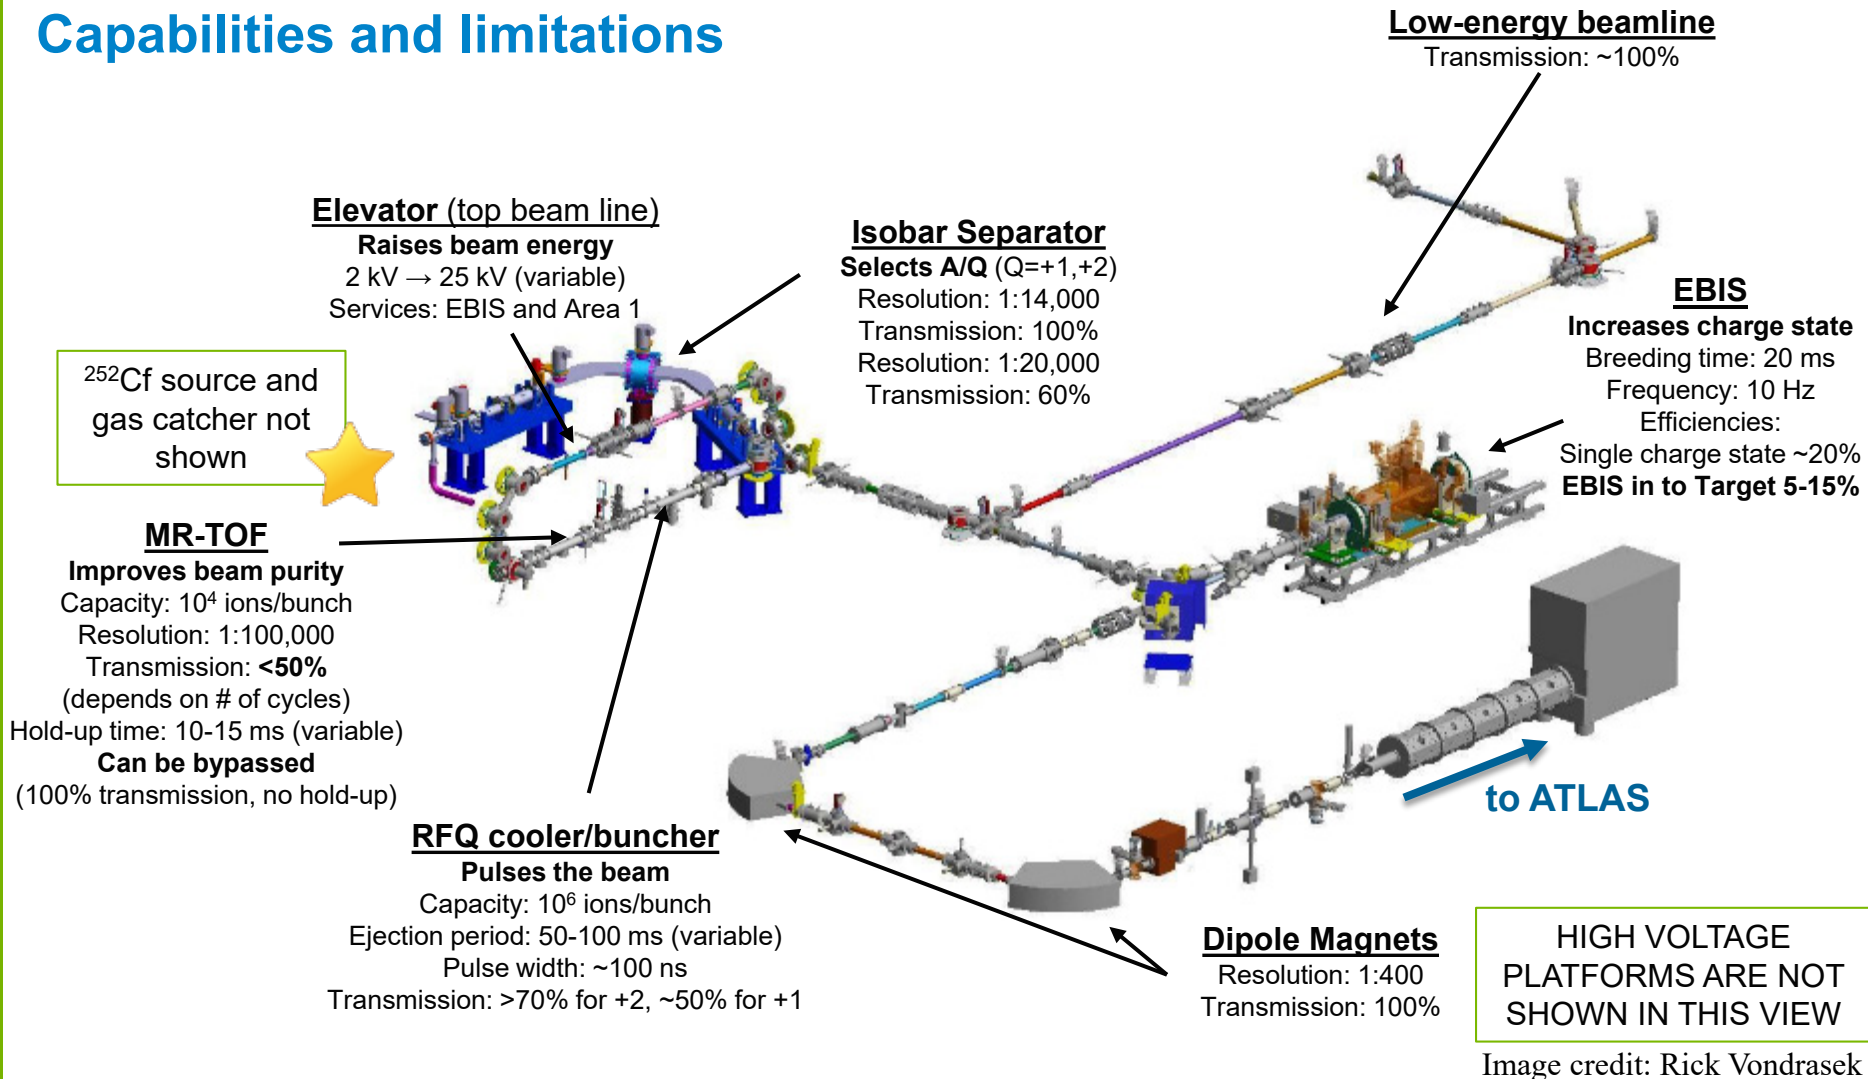 Capabilities and limitations
Low-energy beamline
Transmission: ~100%
Elevator (top beam line)
Raises beam energy
2 kV → 25 kV (variable)
Services: EBIS and Area 1
Isobar Separator
Selects A/Q (Q=+1,+2)
Resolution: 1:14,000
Transmission: 100%
Resolution: 1:20,000
Transmission: 60%
EBIS
Increases charge state
Breeding time: 20 ms
Frequency: 10 Hz
Efficiencies:
Single charge state ~20%
EBIS in to Target 5-15%
²⁵²Cf source and
gas catcher not
shown
MR-TOF
Improves beam purity
Capacity: 10⁴ ions/bunch
Resolution: 1:100,000
Transmission: <50%
(depends on # of cycles)
Hold-up time: 10-15 ms (variable)
Can be bypassed
(100% transmission, no hold-up)
RFQ cooler/buncher
Pulses the beam
Capacity: 10⁶ ions/bunch
Ejection period: 50-100 ms (variable)
Pulse width: ~100 ns
Transmission: >70% for +2, ~50% for +1
to ATLAS
Dipole Magnets
Resolution: 1:400
Transmission: 100%
HIGH VOLTAGE
PLATFORMS ARE NOT
SHOWN IN THIS VIEW
Image credit: Rick Vondrasek